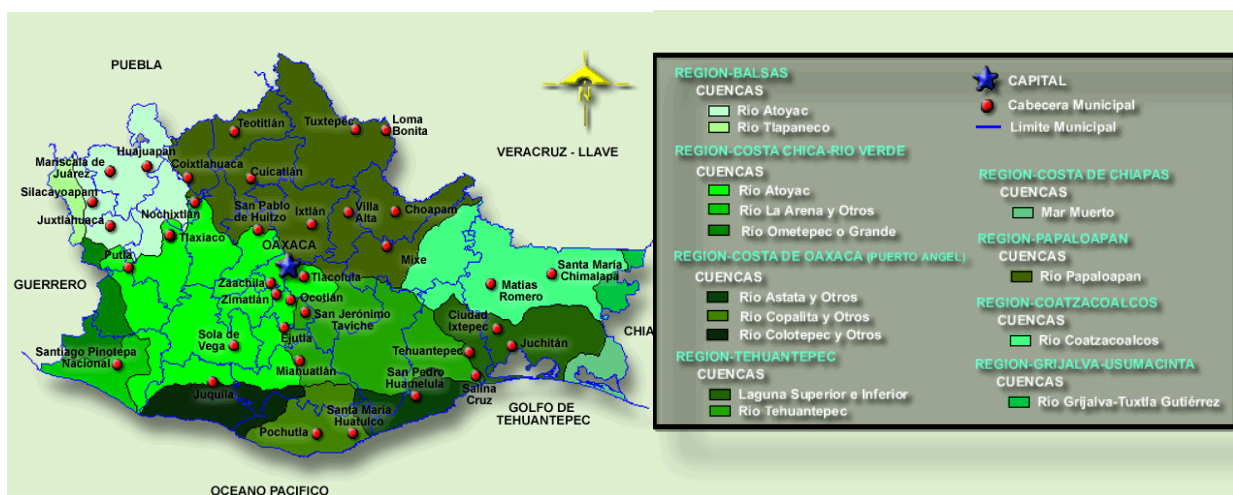 PUEBLA
Loma
Bonita
Tuxtepec
Teotitlán
N
VERACRUZ - LLAVE
Huajuapan
Mariscala de
Juárez
Coixtlahuaca
Cuicatlán
Silacayoapam
San Pablo
de Huitzo
Ixtlán
Villa
Alta
Choapam
Juxtlahuaca
Nochixtlán
Tlaxiaco
OAXACA
Mixe
Putla
Tlacolula
Santa María
Chimalapa
GUERRERO
Zaachila
Zimatlán
Ocotlán
Matías
Romero
San Jerónimo
Taviche
Ciudad
Ixtepec
CHIA
Sola de
Vega
Ejutla
Juchitán
Santiago Pinotepa
Nacional
Tehuantepec
Miahuatlán
San Pedro
Huamelula
Salina
Cruz
Juquila
Santa María
Huatulco
GOLFO DE
TEHUANTEPEC
Pochutla
OCEANO PACIFICO
REGION-BALSAS
CUENCAS
Río Atoyac
Río Tlapaneco
REGION-COSTA CHICA-RIO VERDE
CUENCAS
Río Atoyac
Río La Arena y Otros
Río Ometepec o Grande
REGION-COSTA DE OAXACA (PUERTO ANGEL)
CUENCAS
Río Astata y Otros
Río Copalita y Otros
Río Colotepec y Otros
REGION-TEHUANTEPEC
CUENCAS
Laguna Superior e Inferior
Río Tehuantepec
CAPITAL
Cabecera Municipal
Límite Municipal
REGION-COSTA DE CHIAPAS
CUENCAS
Mar Muerto
REGION-PAPALOAPAN
CUENCAS
Río Papaloapan
REGION-COATZACOALCOS
CUENCAS
Río Coatzacoalcos
REGION-GRIJALVA-USUMACINTA
CUENCAS
Río Grijalva-Tuxtla Gutiérrez